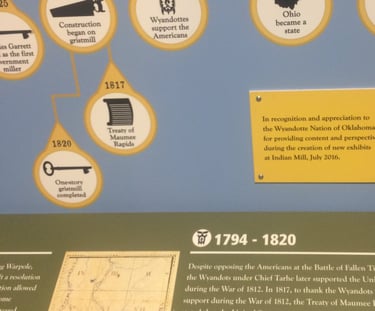 25
Construction
began on
gristmill
Wyandottes
support the
Americans
Ohio
became a
state
Garrett
as the first
miller
1817
Treaty of
Maumee
Rapids
1820
One-story
gristmill
completed
In recognition and appreciation to
the Wyandotte Nation of Oklahoma
for providing content and perspective
during the creation of new exhibits
at Indian Mill, July 2016.
1794 - 1820
Despite opposing the Americans at the Battle of Fallen Ti
the Wyandots under Chief Tarhe later supported the Uni
during the War of 1812. In 1817, to thank the Wyandots
support during the War of 1812, the Treaty of Maumee
Warpole,
a resolution
allowed